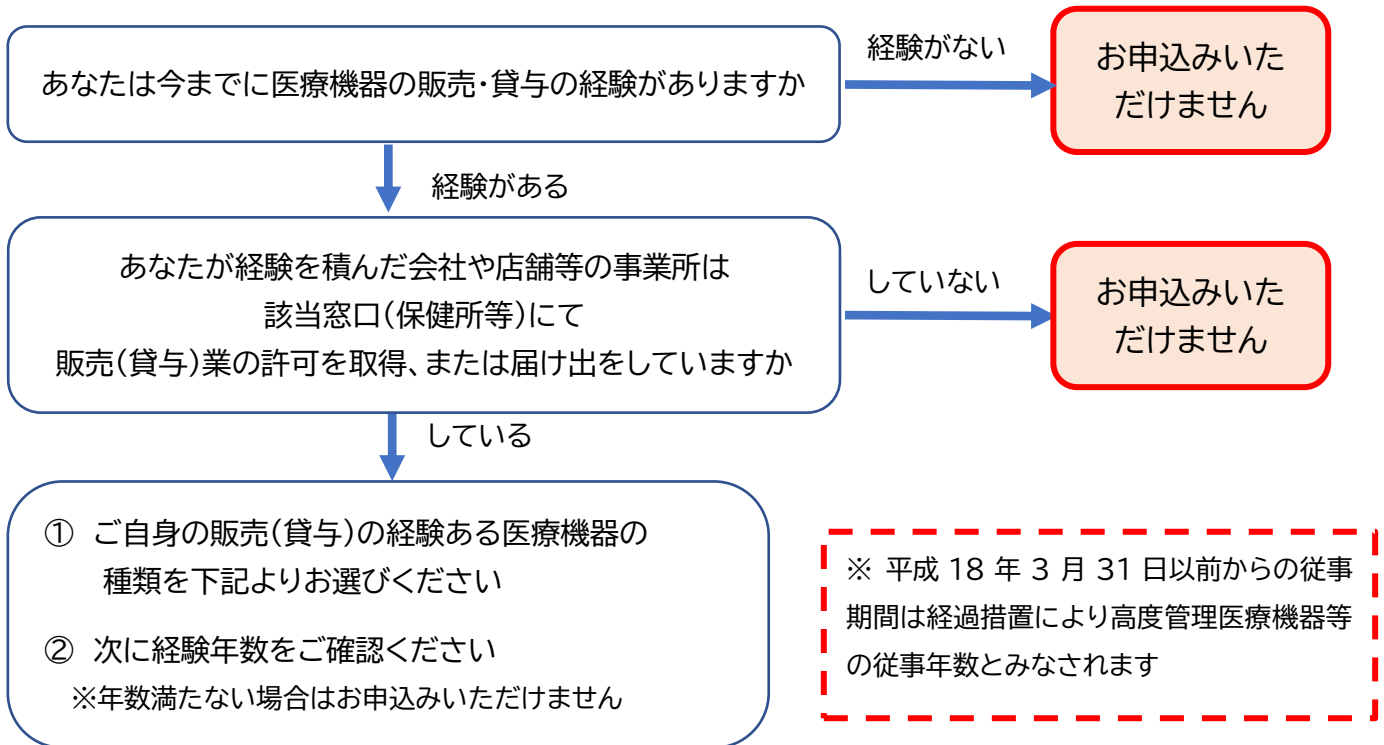 あなたは今までに医療機器の販売・貸与の経験がありますか
経験がない
お申込みいた
だけません
経験がある
あなたが経験を積んだ会社や店舗等の事業所は
該当窓口(保健所等)にて
販売(貸与)業の許可を取得、または届け出をしていますか
していない
お申込みいた
だけません
している
① ご自身の販売(貸与)の経験ある医療機器の
種類を下記よりお選びください
② 次に経験年数をご確認ください
※年数満たない場合はお申込みいただけません
※ 平成 18 年 3 月 31 日以前からの従事
期間は経過措置により高度管理医療機器等
の従事年数とみなされます